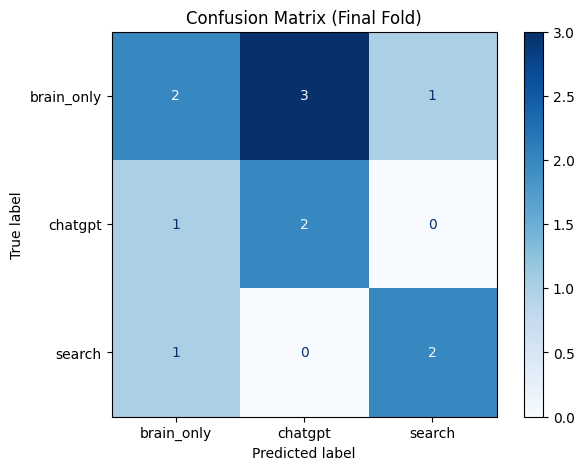 Confusion Matrix (Final Fold)
True label
brain_only 2 3 1
chatgpt 1 2 0
search 1 0 2
brain_only chatgpt search
Predicted label
3.0
2.5
2.0
1.5
1.0
0.5
0.0